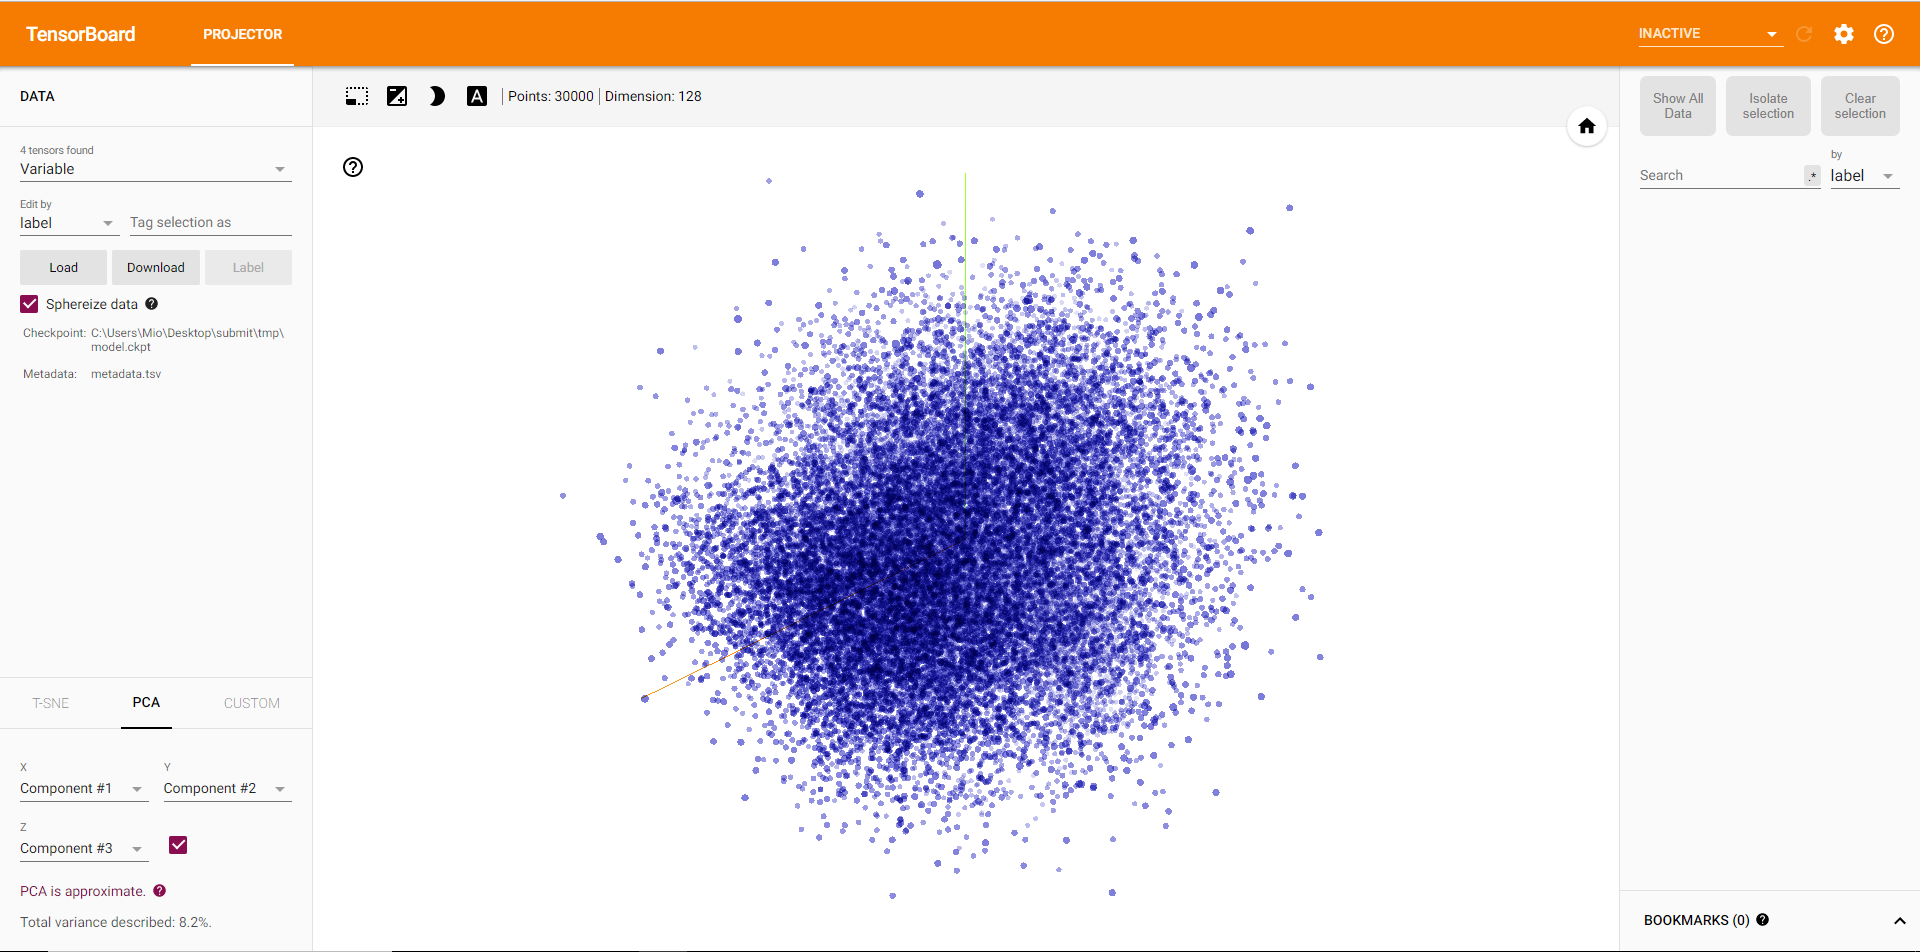 TensorBoard
PROJECTOR
INACTIVE
DATA
4 tensors found
Variable
Edit by
label
Tag selection as
Load
Download
Label
Sphereize data
Checkpoint: C:\Users\Mio\Desktop\submit\tmp\
model.ckpt
Metadata: metadata.tsv
T-SNE
PCA
CUSTOM
X
Component #1
Y
Component #2
Z
Component #3
PCA is approximate.
Total variance described: 8.2%.
A
Points: 30000
Dimension: 128
Show All
Data
Isolate
selection
Clear
selection
Search
.*
by
label
BOOKMARKS (0)